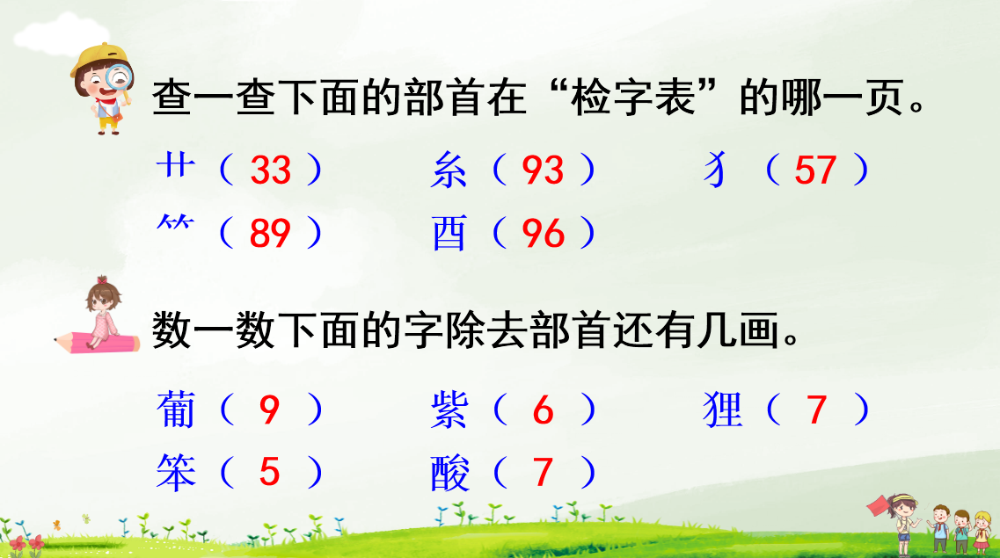 查一查下面的部首在“检字表”的哪一页。
艹（ 33 ） 糸（ 93 ） 犭（ 57 ）
⺮（ 89 ） 酉（ 96 ）
数一数下面的字除去部首还有几画。
葡（ 9 ） 紫（ 6 ） 狸（ 7 ）
笨（ 5 ） 酸（ 7 ）